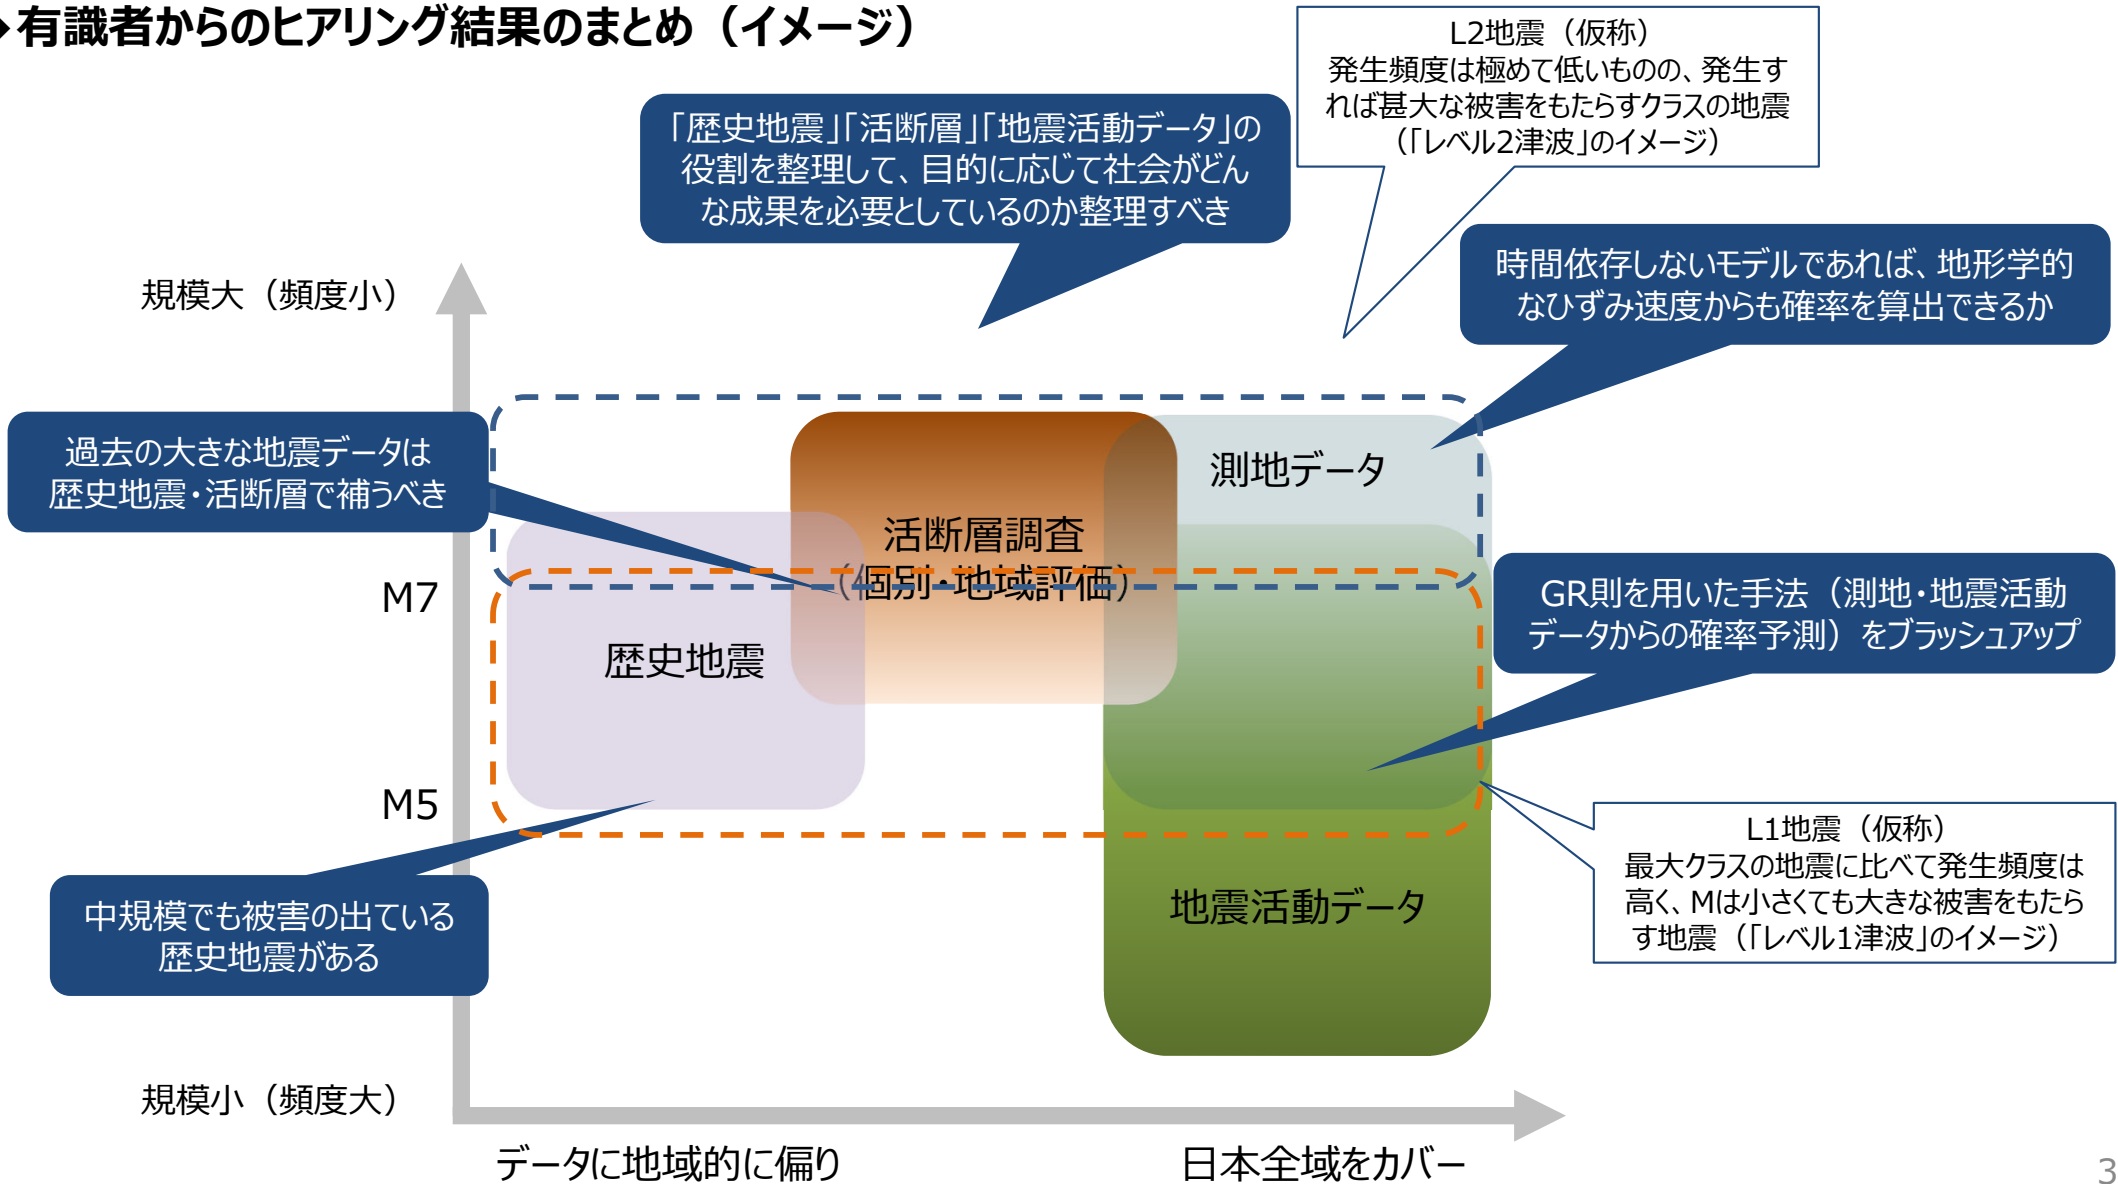 有識者からのヒアリング結果のまとめ（イメージ）
L2地震（仮称）
発生頻度は極めて低いものの、発生す
れば甚大な被害をもたらすクラスの地震
（「レベル2津波」のイメージ）
「歴史地震」「活断層」「地震活動データ」の
役割を整理して、目的に応じて社会がどん
な成果を必要としているのか整理すべき
時間依存しないモデルであれば、地形学的
なひずみ速度からも確率を算出できるか
規模大（頻度小）
過去の大きな地震データは
歴史地震・活断層で補うべき
測地データ
活断層調査
（個別・地域評価）
M7
GR則を用いた手法（測地・地震活動
データからの確率予測）をブラッシュアップ
歴史地震
M5
L1地震（仮称）
最大クラスの地震に比べて発生頻度は
高く、Mは小さくても大きな被害をもたら
す地震（「レベル1津波」のイメージ）
地震活動データ
中規模でも被害の出ている
歴史地震がある
規模小（頻度大）
データに地域的に偏り
日本全域をカバー
3